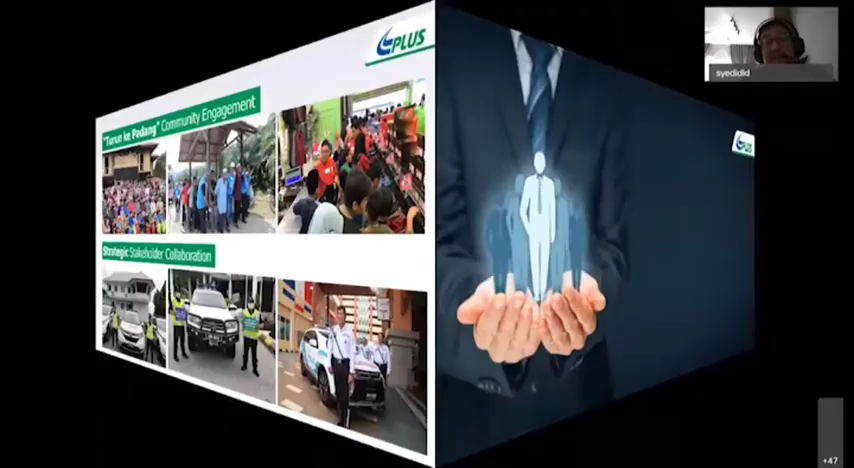 PLUS
"Turun ke Padang" Community Engagement
Strategic Stakeholder Collaboration
PLUS
syedidid
+47